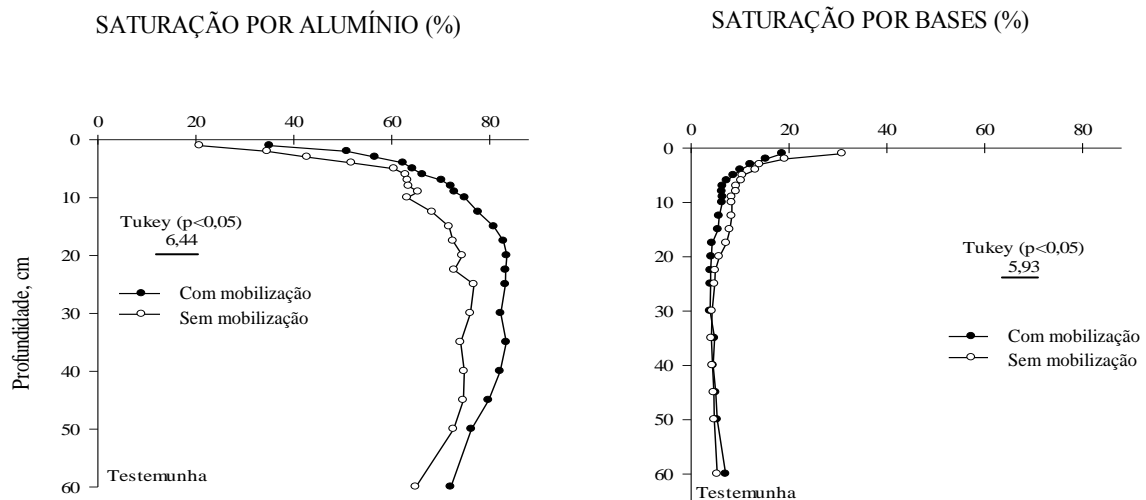 SATURAÇÃO POR ALUMÍNIO (%)
0 20 40 60 80
0
10
20
30
40
50
60
Profundidade, cm
Tukey (p<0,05)
6,44
Com mobilização
Sem mobilização
Testemunha
SATURAÇÃO POR BASES (%)
0 20 40 60 80
0
10
20
30
40
50
60
Tukey (p<0,05)
5,93
Com mobilização
Sem mobilização
Testemunha